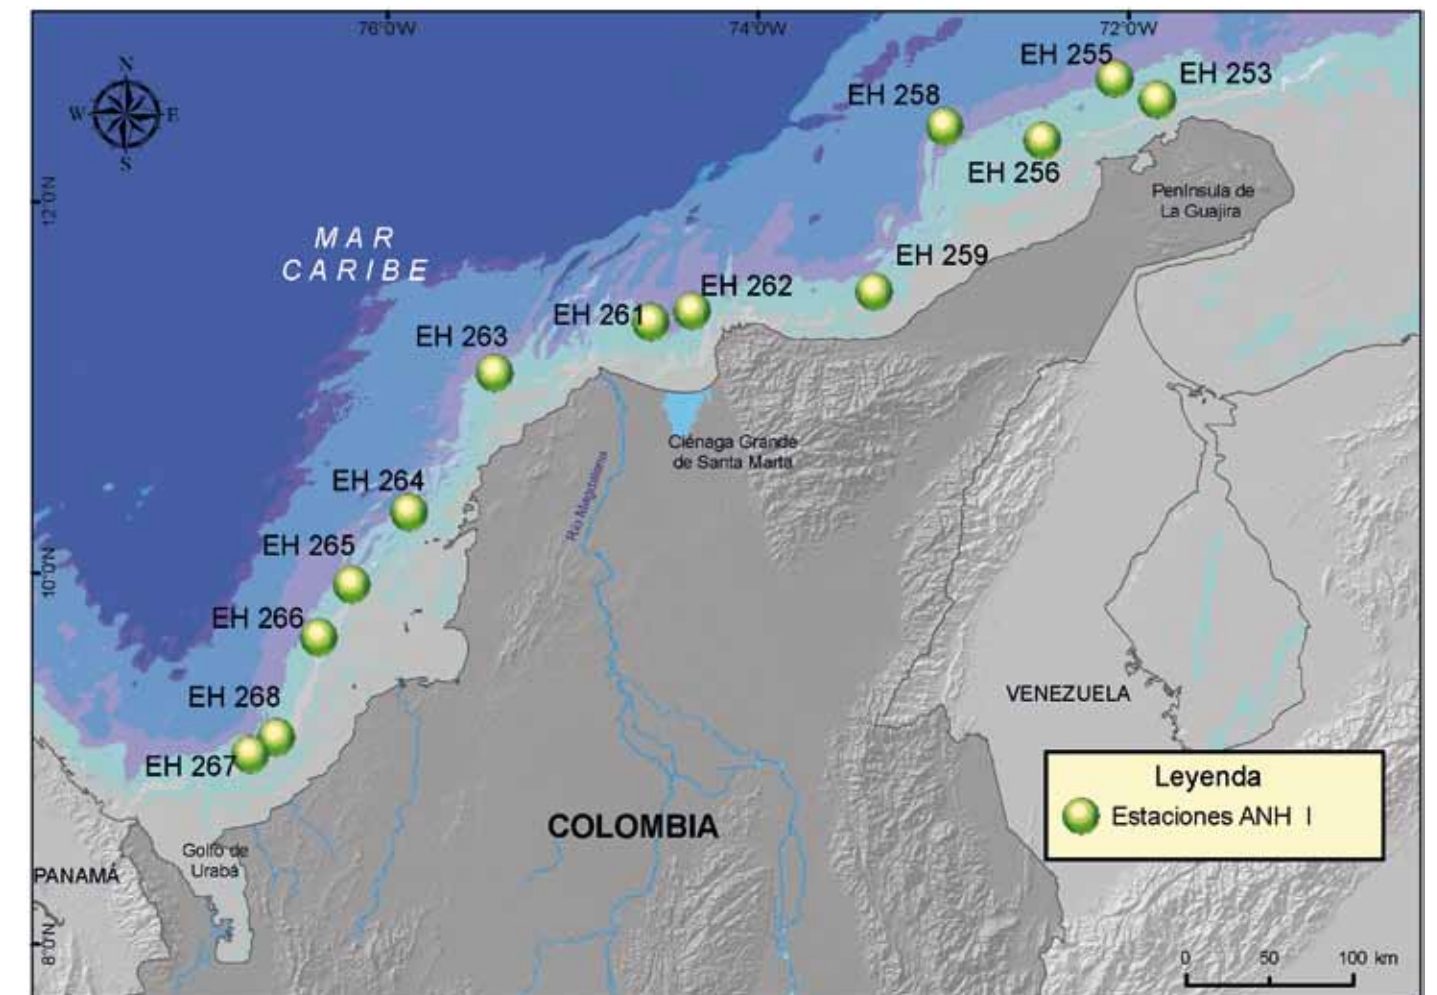 76°0'W
74°0'W
72°0'W
N
W
E
S
EH 255
EH 253
EH 258
EH 256
12°0'N
Península de
La Guajira
MAR
CARIBE
EH 259
EH 262
EH 261
EH 263
Ciénaga Grande
de Santa Marta
Río Magdalena
EH 264
EH 265
10°0'N
EH 266
EH 268
EH 267
VENEZUELA
COLOMBIA
Golfo de
Urabá
PANAMÁ
8°0'N
Leyenda
Estaciones ANH I
0 50 100 km